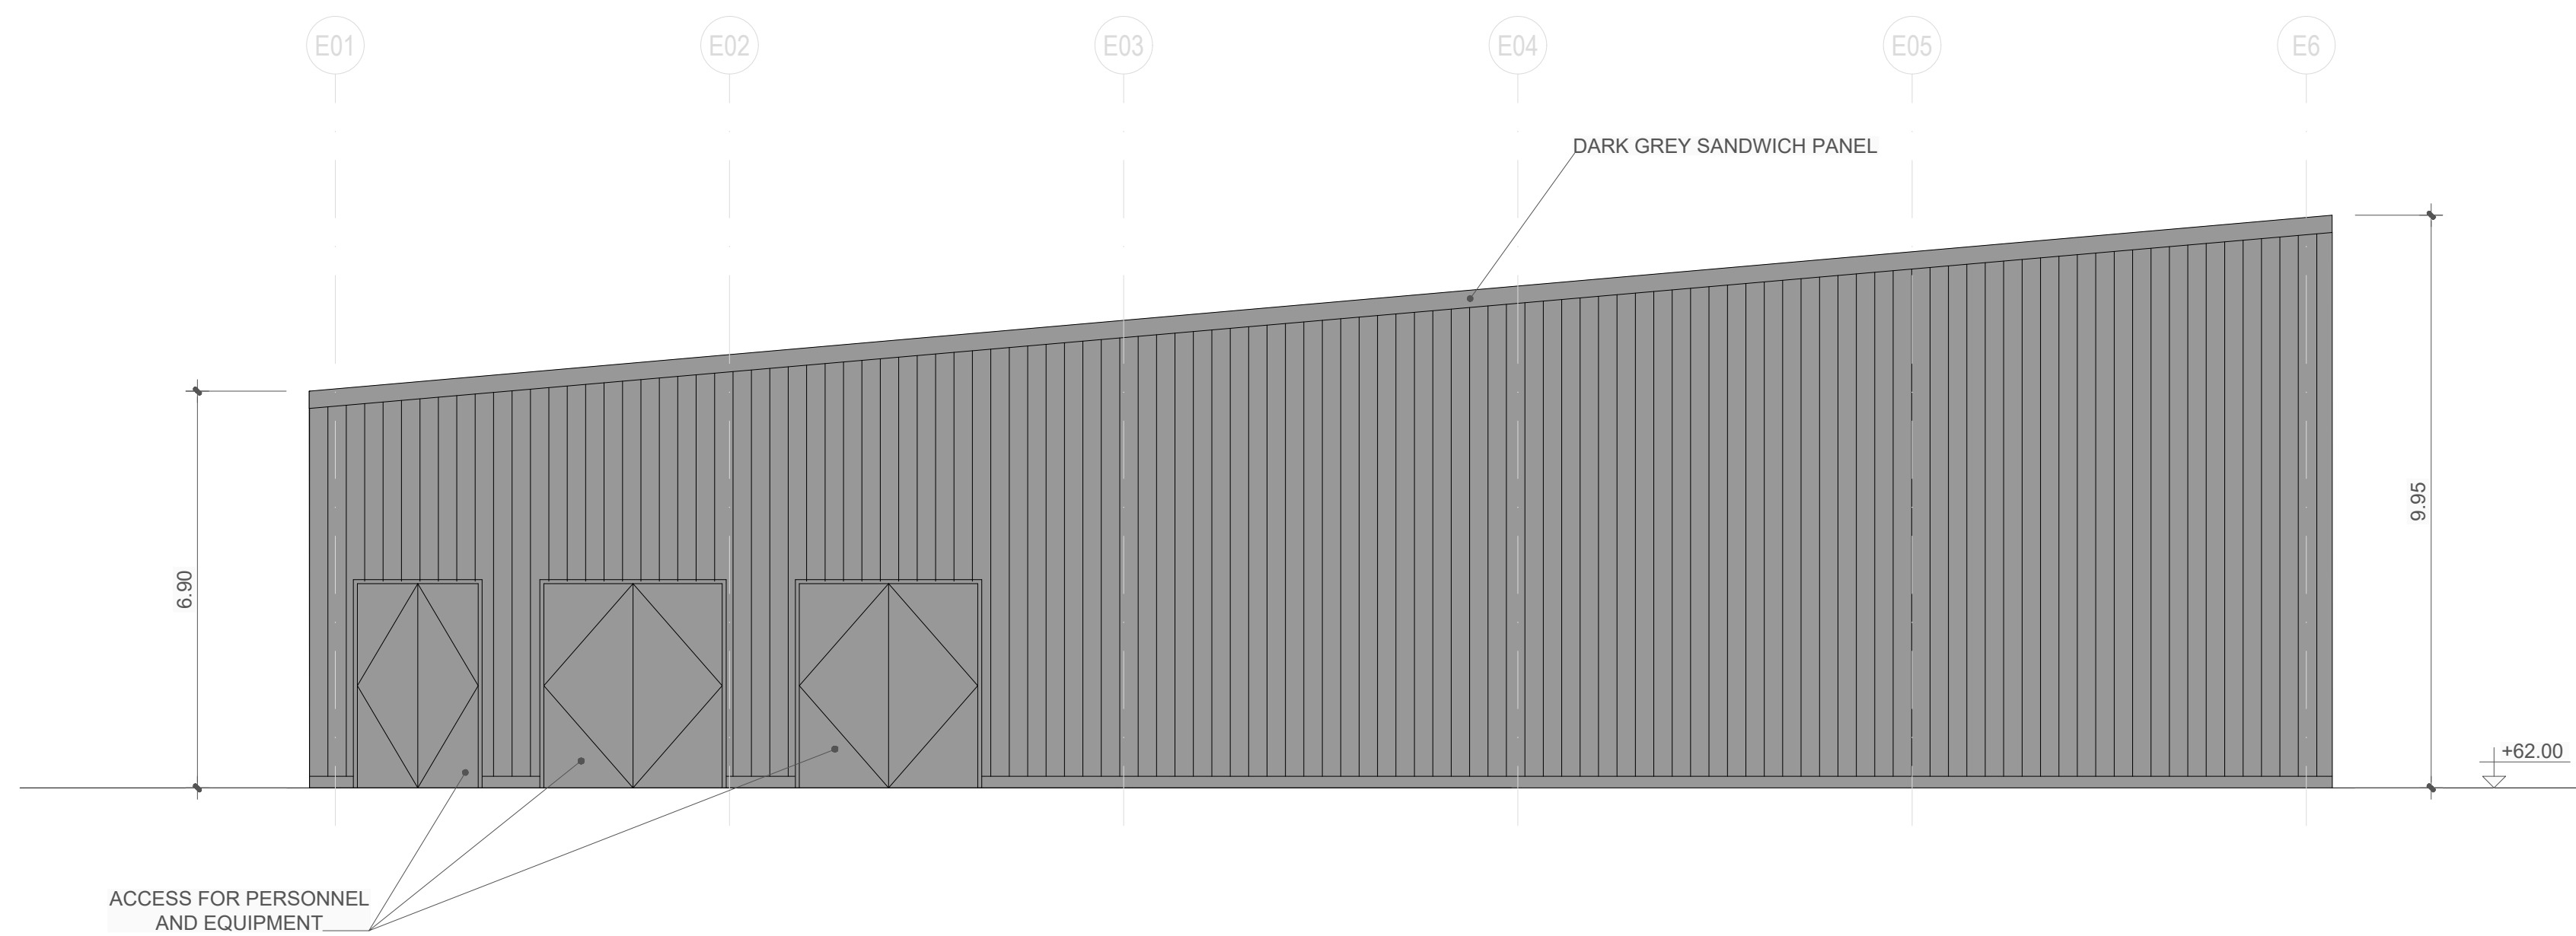 E01
E02
E03
E04
E05
E6
DARK GREY SANDWICH PANEL
6.90
9.95
+62.00
ACCESS FOR PERSONNEL
AND EQUIPMENT